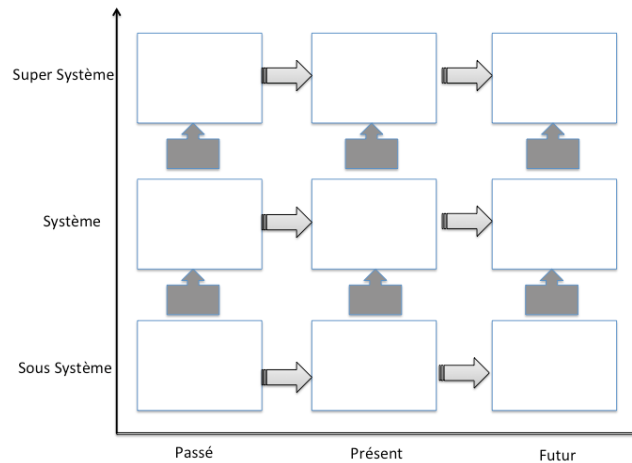 Super Système
Système
Sous Système
Passé
Présent
Futur